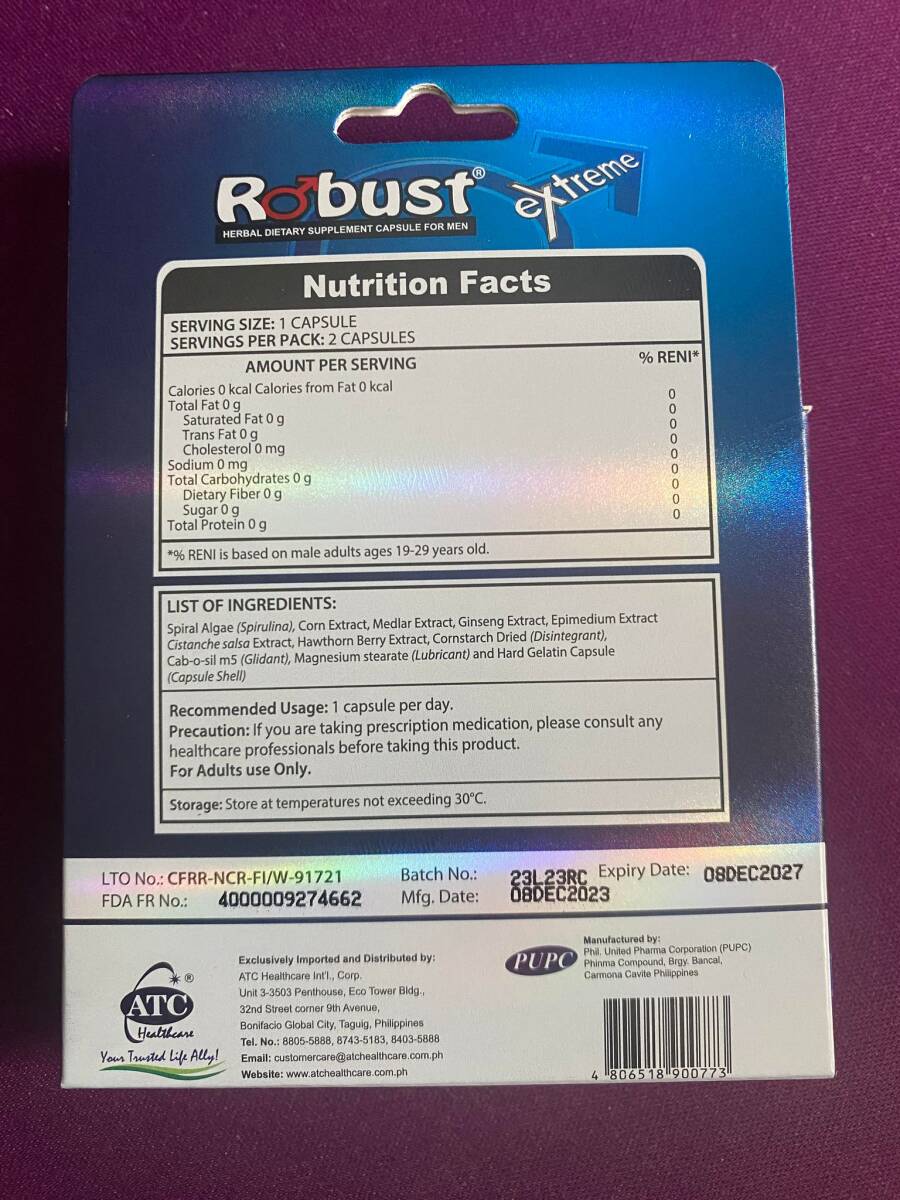 Robust® extreme
HERBAL DIETARY SUPPLEMENT CAPSULE FOR MEN
Nutrition Facts
SERVING SIZE: 1 CAPSULE
SERVINGS PER PACK: 2 CAPSULES
AMOUNT PER SERVING % RENI*
Calories 0 kcal Calories from Fat 0 kcal 0
Total Fat 0 g 0
Saturated Fat 0 g 0
Trans Fat 0 g 0
Cholesterol 0 mg 0
Sodium 0 mg 0
Total Carbohydrates 0 g 0
Dietary Fiber 0 g 0
Sugar 0 g 0
Total Protein 0 g
*% RENI is based on male adults ages 19-29 years old.
LIST OF INGREDIENTS:
Spiral Algae (Spirulina), Corn Extract, Medlar Extract, Ginseng Extract, Epimedium Extract
Cistanche salsa Extract, Hawthorn Berry Extract, Cornstarch Dried (Disintegrant),
Cab-o-sil m5 (Glidant), Magnesium stearate (Lubricant) and Hard Gelatin Capsule
(Capsule Shell)
Recommended Usage: 1 capsule per day.
Precaution: If you are taking prescription medication, please consult any
healthcare professionals before taking this product.
For Adults use Only.
Storage: Store at temperatures not exceeding 30°C.
LTO No.: CFRR-NCR-FI/W-91721
FDA FR No.: 4000009274662
Batch No.: 23L23RC Expiry Date: 08DEC2027
Mfg. Date: 08DEC2023
ATC ®
Healthcare
Your Trusted Life Ally!
Exclusively Imported and Distributed by:
ATC Healthcare Int'l., Corp.
Unit 3-3503 Penthouse, Eco Tower Bldg.,
32nd Street corner 9th Avenue,
Bonifacio Global City, Taguig, Philippines
Tel. No.: 8805-5888, 8743-5183, 8403-5888
Email: customercare@atchealthcare.com.ph
Website: www.atchealthcare.com.ph
PUPC
Manufactured by:
Phil. United Pharma Corporation (PUPC)
Phinma Compound, Brgy. Bancal,
Carmona Cavite Philippines
4 806518 900773